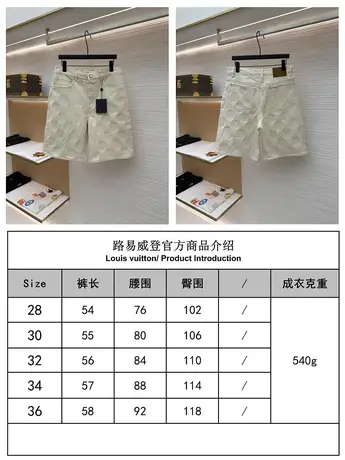 路易威登官方商品介绍
Louis vuitton/ Product Introduction
Size 裤长 腰围 臀围 / 成衣克重
28 54 76 102 /
30 55 80 106 /
32 56 84 110 / 540g
34 57 88 114 /
36 58 92 118 /